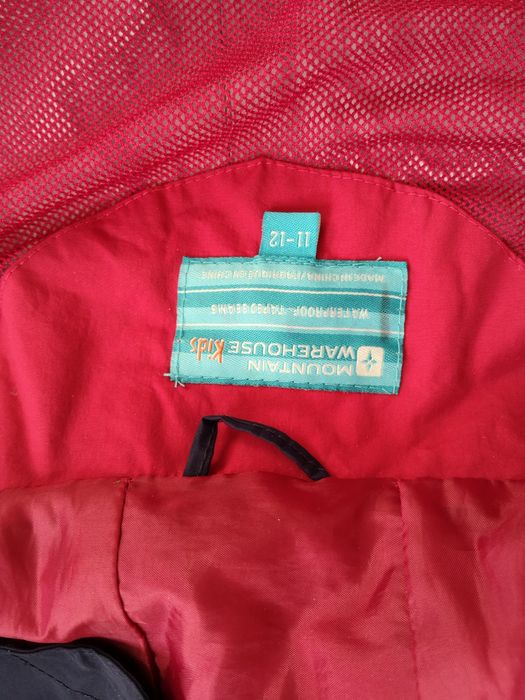 MOUNTAIN
WAREHOUSE Kids
WATERPROOF - TAPED SEAMS
MADE IN CHINA/FABRIQUE EN CHINE
11-12